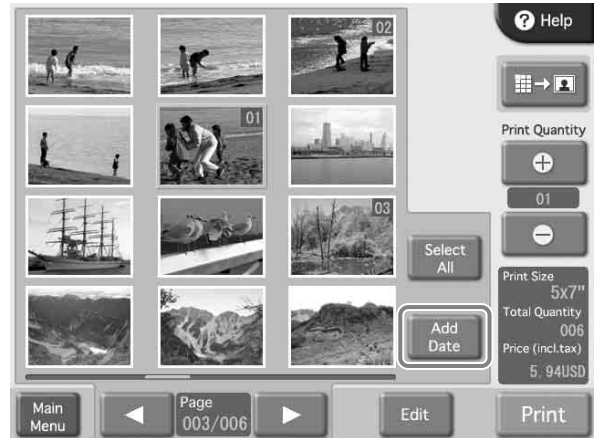 02
01
03
? Help
Print Quantity
01
Select
All
Add
Date
Print Size
5x7"
Total Quantity
006
Price (incl.tax)
5.94USD
Main
Menu
Page
003/006
Edit
Print